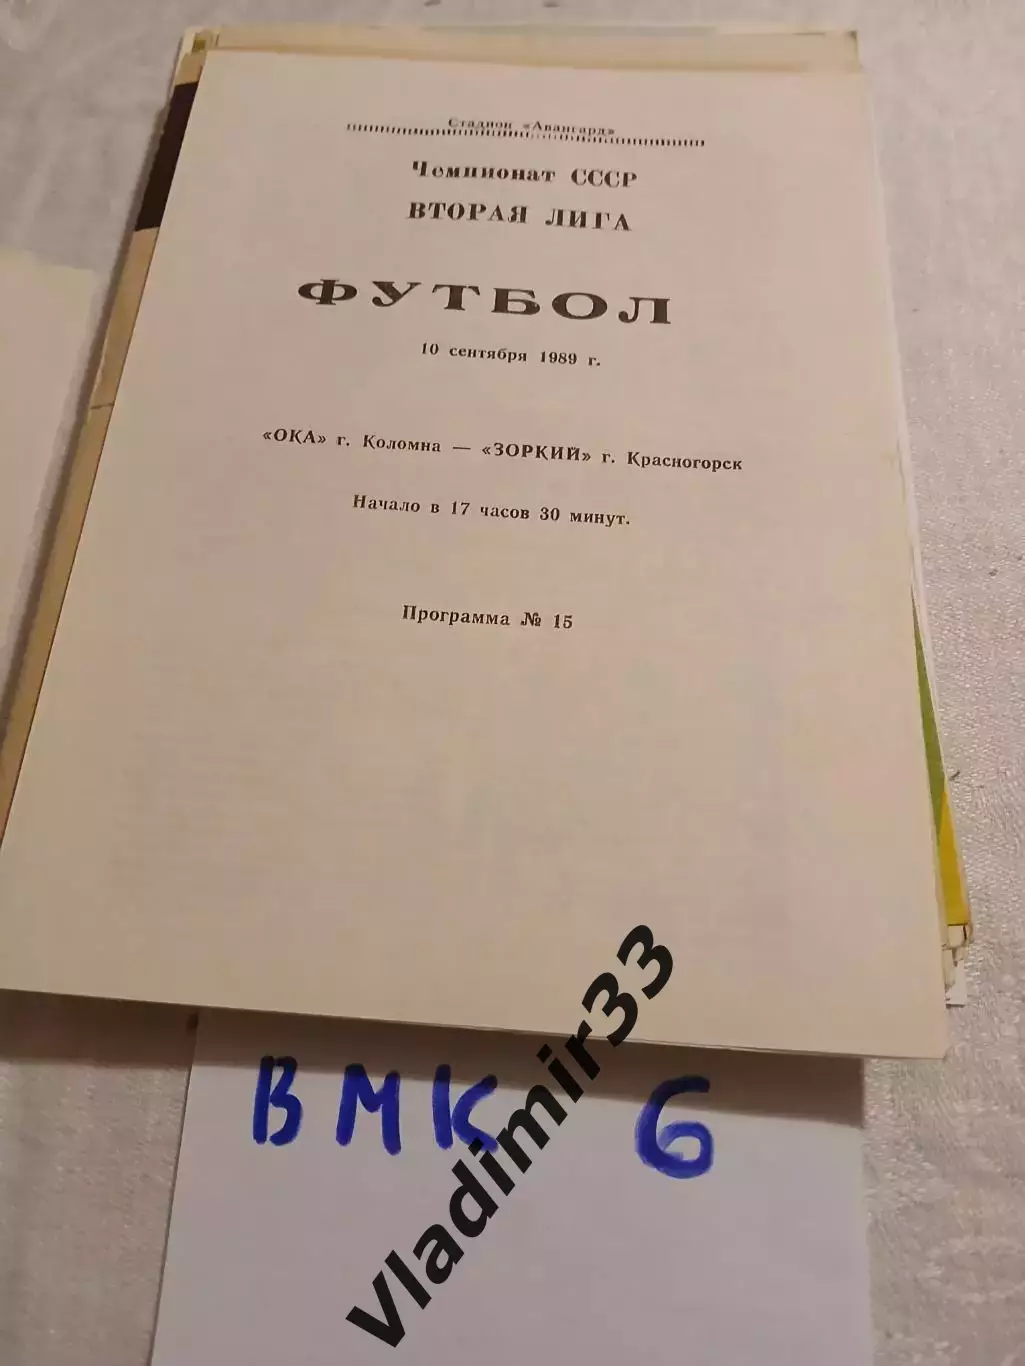 Стадион «Авангард»
Чемпионат СССР
ВТОРАЯ ЛИГА
ФУТБОЛ
10 сентября 1989 г.
«ОКА» г. Коломна — «ЗОРКИЙ» г. Красногорск
Начало в 17 часов 30 минут.
Программа № 15
ВМК 6
Vladimir33